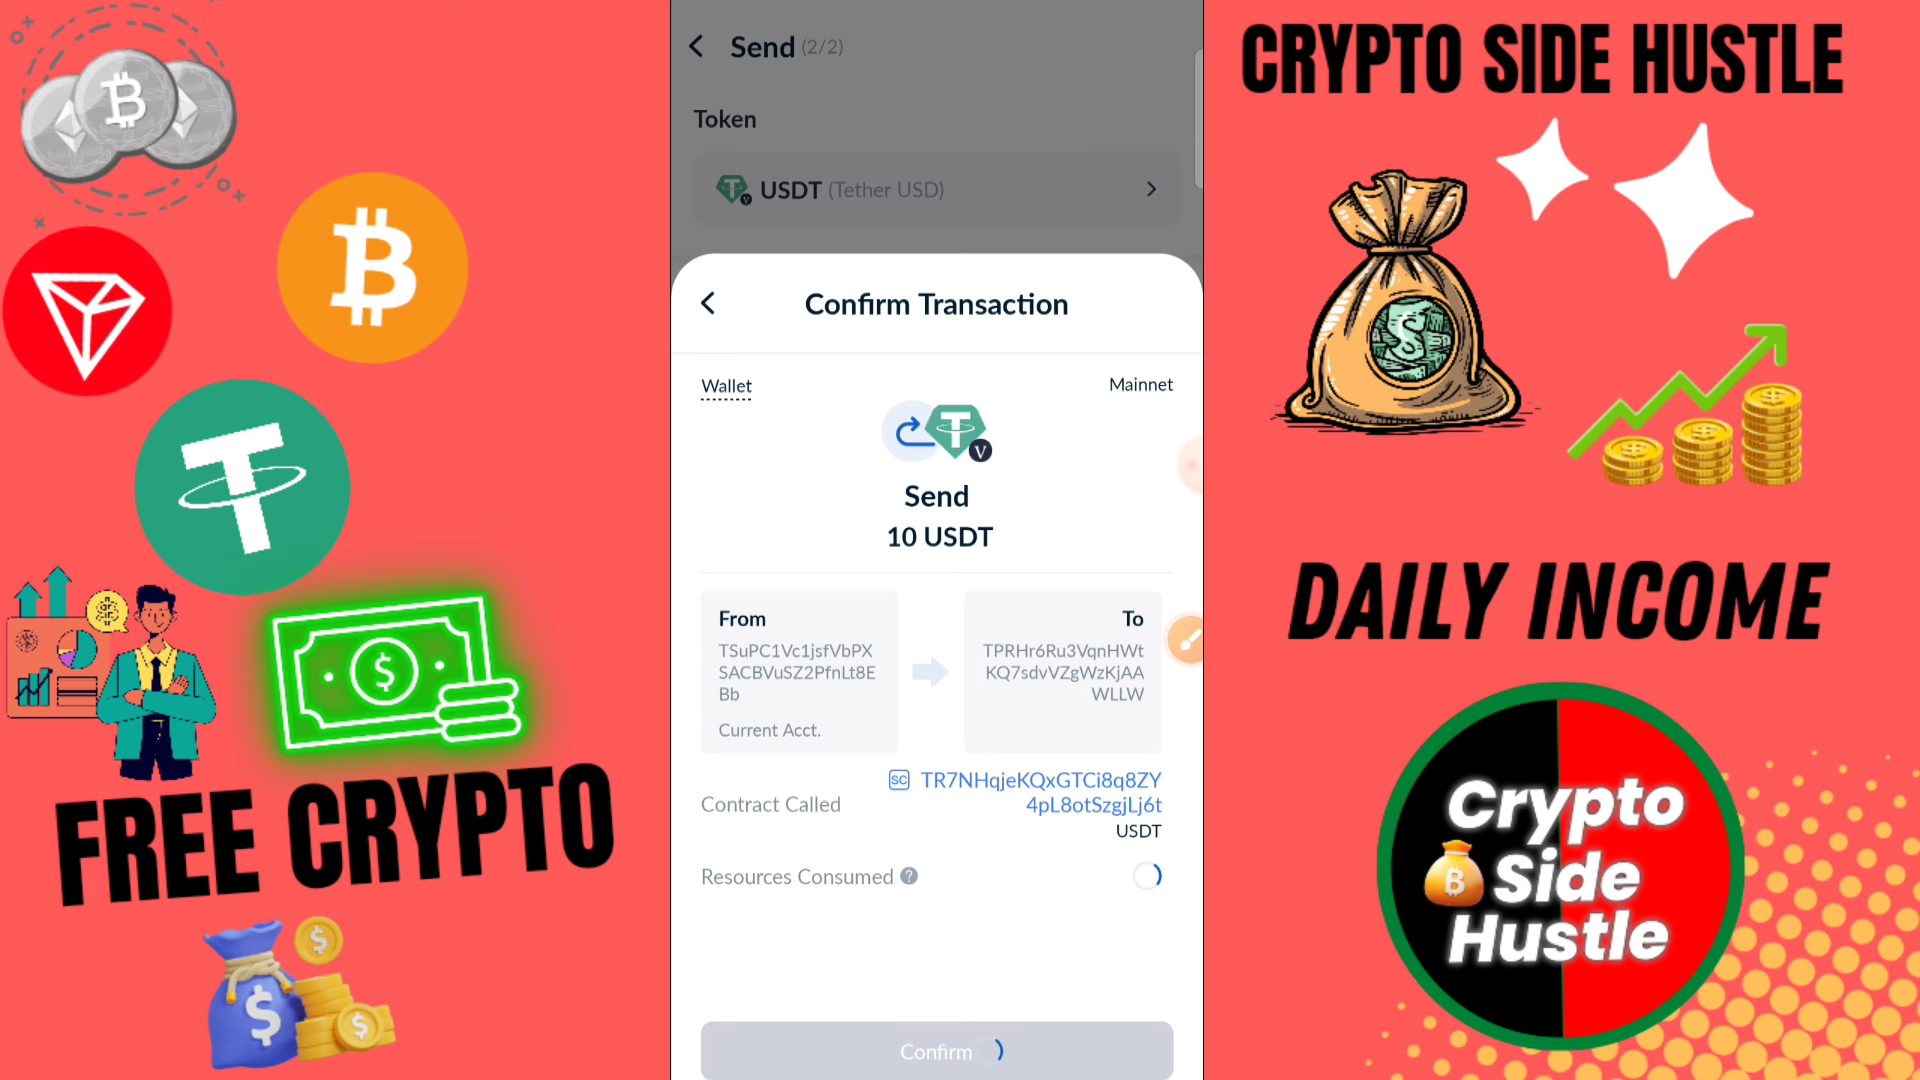 FREE CRYPTO
Send (2/2)
Token
USDT (Tether USD)
Confirm Transaction
Wallet
Mainnet
V
Send
10 USDT
From
TSuPC1Vc1jsfVbPX
SACBVuSZ2PfnLt8E
Bb
Current Acct.
To
TPRHr6Ru3VqnHWt
KQ7sdvVZgWzKjAA
WLLW
Contract Called
SC TR7NHqjeKQxGTCi8q8ZY
4pL8otSzgjLj6t
USDT
Resources Consumed ?
Confirm
CRYPTO SIDE HUSTLE
DAILY INCOME
Crypto
Side
Hustle